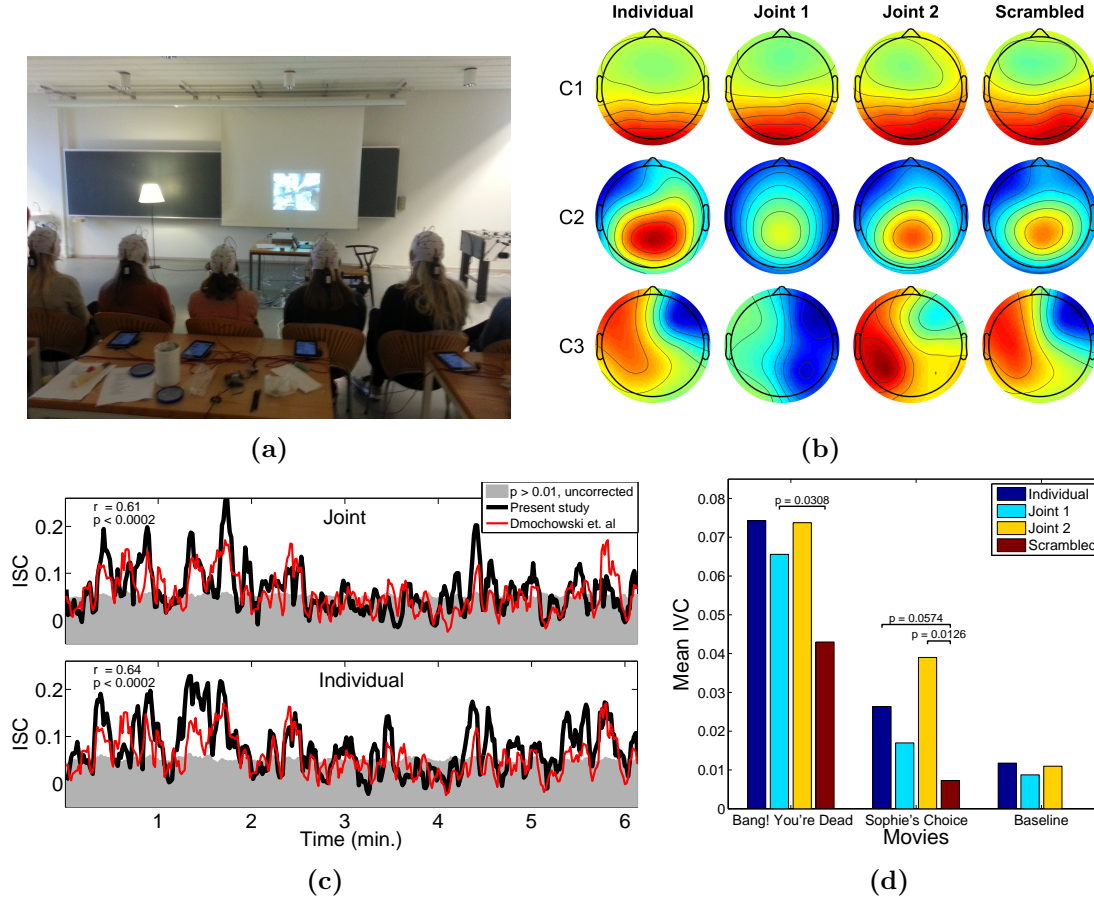 Individual Joint 1 Joint 2 Scrambled
C1
C2
C3
(a)
(b)
p > 0.01, uncorrected
Present study
Dmochowski et. al
r = 0.61
p < 0.0002
Joint
ISC
0.2
0.1
0
r = 0.64
p < 0.0002
Individual
ISC
0.2
0.1
0
1 2 3 4 5 6
Time (min.)
(c)
Individual
Joint 1
Joint 2
Scrambled
p = 0.0308
p = 0.0574
p = 0.0126
Mean IVC
0.08
0.07
0.06
0.05
0.04
0.03
0.02
0.01
0
Bang! You're Dead Sophie's Choice Baseline
Movies
(d)